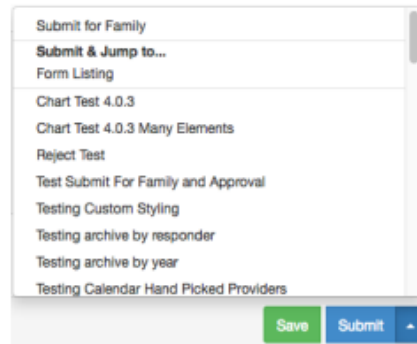 Submit for Family
Submit & Jump to...
Form Listing
Chart Test 4.0.3
Chart Test 4.0.3 Many Elements
Reject Test
Test Submit For Family and Approval
Testing Custom Styling
Testing archive by responder
Testing archive by year
Testing Calendar Hand Picked Providers
Save Submit